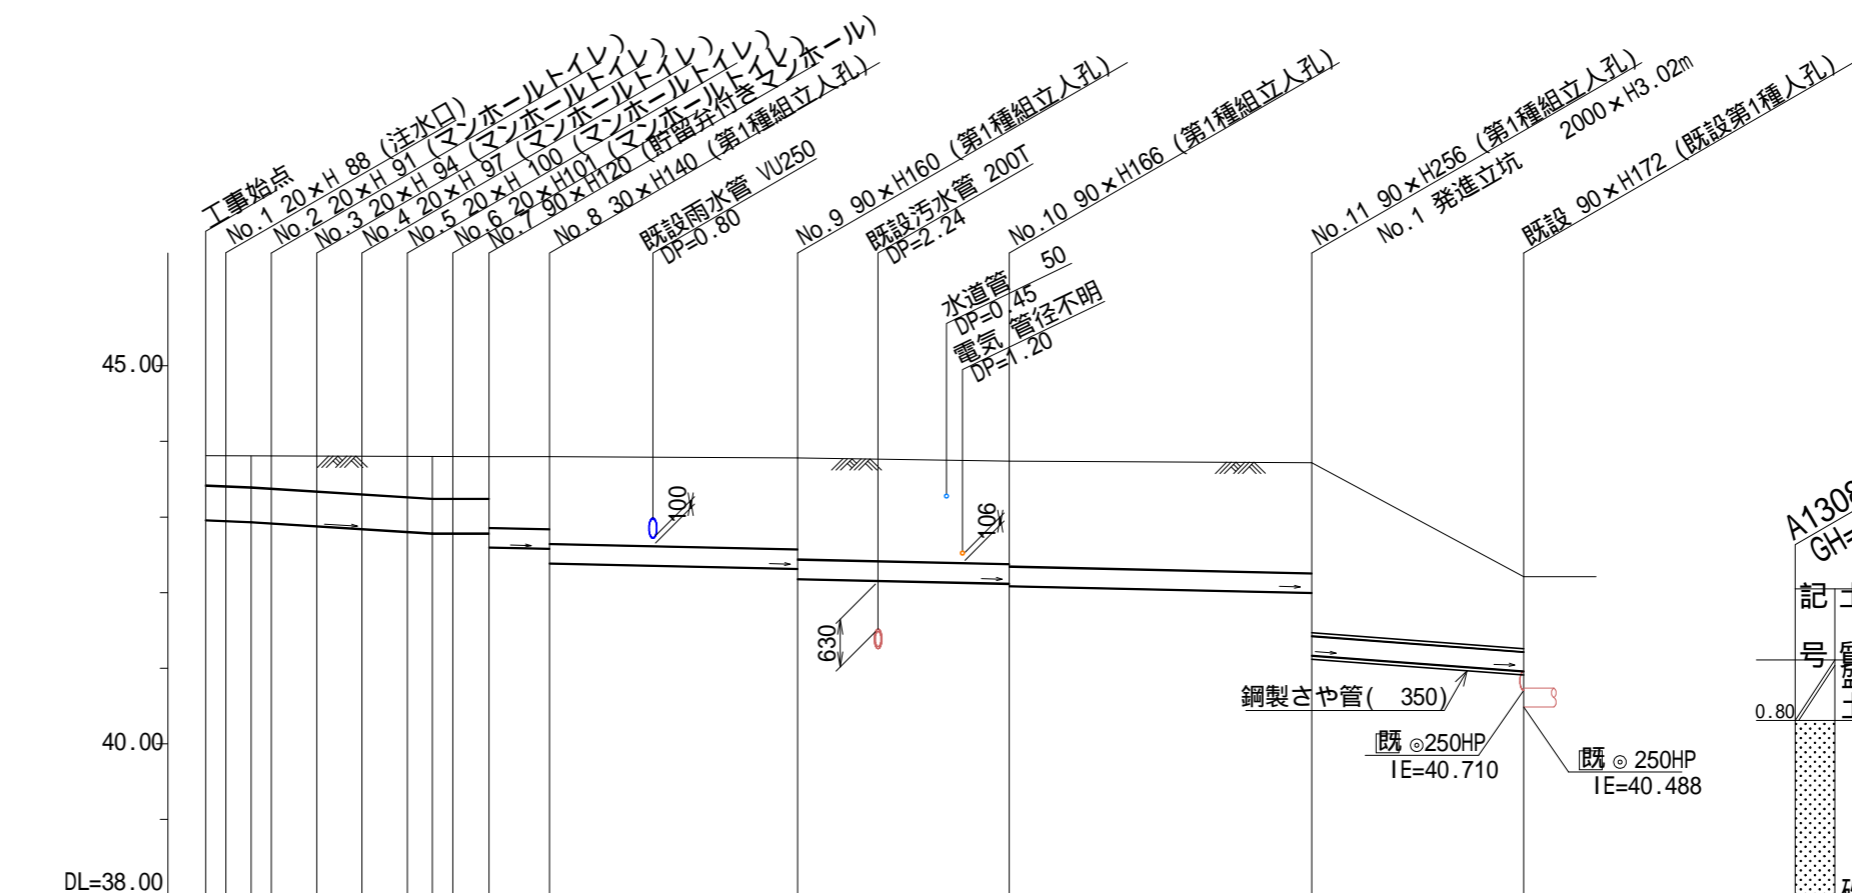 工事始点
No.1 20×H 88 (注水口)
No.2 20×H 91 (マンホールトイレ)
No.3 20×H 94 (マンホールトイレ)
No.4 20×H 97 (マンホールトイレ)
No.5 20×H 100 (マンホールトイレ)
No.6 20×H101 (マンホールトイレ)
No.7 90×H120 (貯留弁付きマンホール)
No.8 30×H140 (第1種組立人孔)
既設雨水管 VU250
DP=0.80
No.9 90×H160 (第1種組立人孔)
既設汚水管 200T
DP=2.24
水道管 50
DP=0.45
電気 管径不明
DP=1.20
No.10 90×H166 (第1種組立人孔)
No.11 90×H256 (第1種組立人孔)
No.1 発進立坑 2000×H3.02m
既設 90×H172 (既設第1種人孔)
45.00
100
106
630
鋼製さや管( 350)
40.00
既 ◎250HP
IE=40.710
既 ◎ 250HP
IE=40.488
DL=38.00
A1308
GH=
記 土
号 質
盛
土
0.80